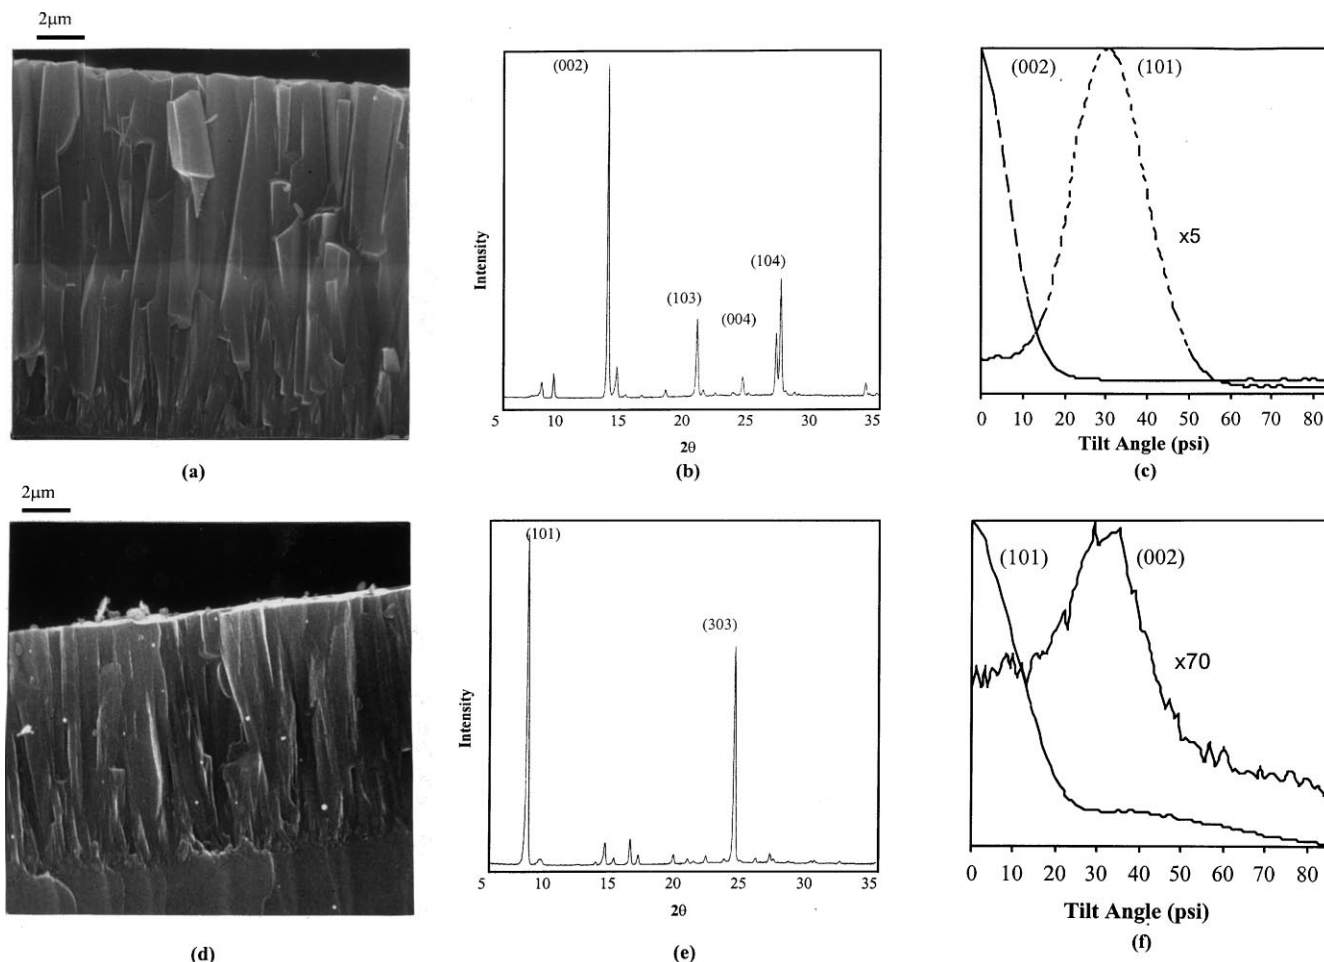 2μm
(a)
(002)
(103)
(004)
(104)
Intensity
5 10 15 20 25 30 35
2θ
(b)
(002)
(101)
x5
0 10 20 30 40 50 60 70 80
Tilt Angle (psi)
(c)
2μm
(d)
(101)
(303)
Intensity
5 10 15 20 25 30 35
2θ
(e)
(101)
(002)
x70
0 10 20 30 40 50 60 70 80
Tilt Angle (psi)
(f)